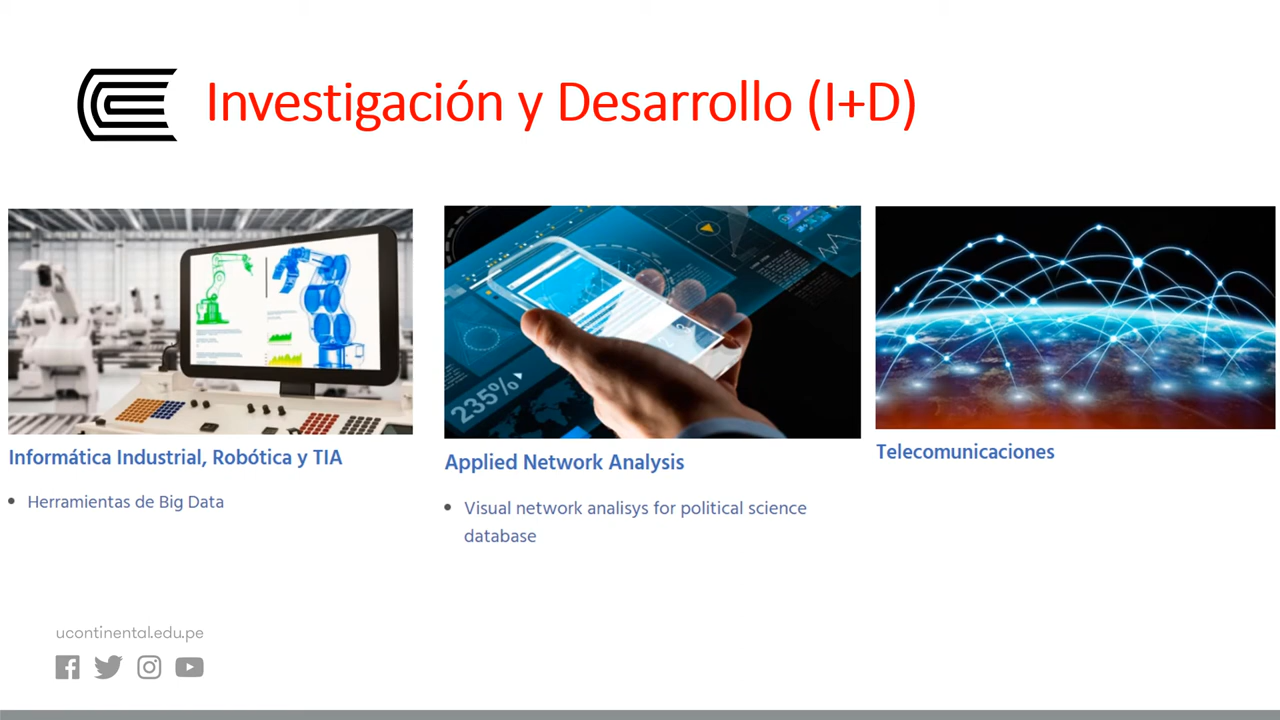 Investigación y Desarrollo (I+D)
235%
Informática Industrial, Robótica y TIA
Herramientas de Big Data
Applied Network Analysis
Visual network analisys for political science
database
Telecomunicaciones
ucontinental.edu.pe